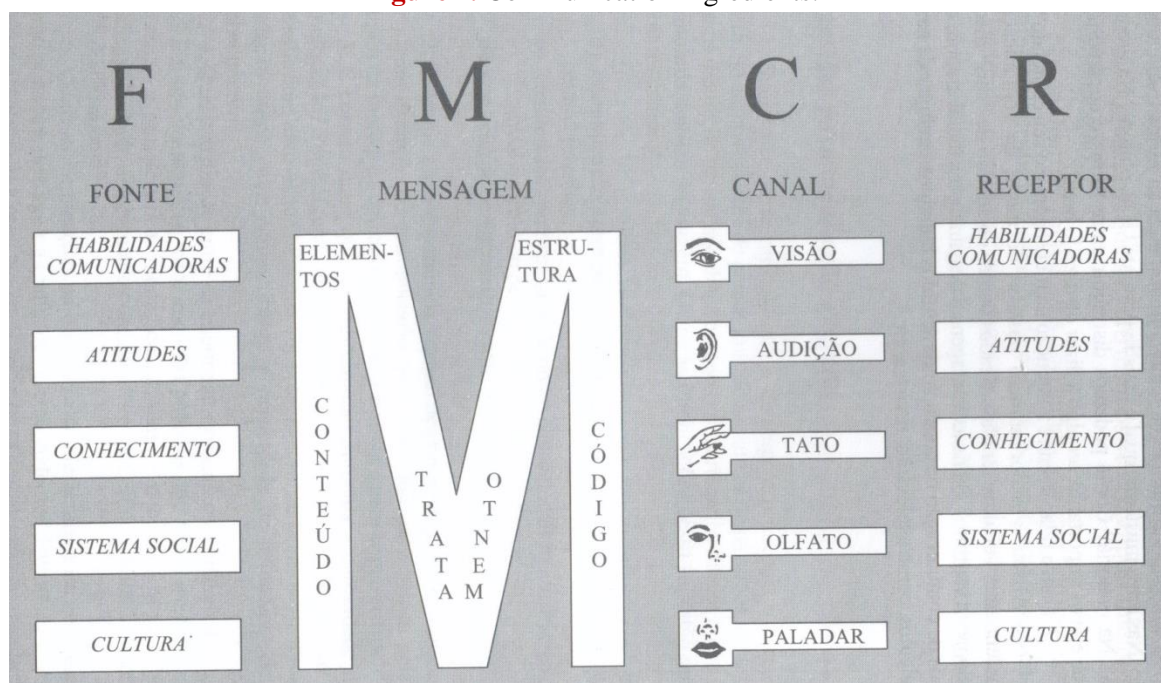 Communication
F
FONTE
HABILIDADES
COMUNICADORAS
ATITUDES
CONHECIMENTO
SISTEMA SOCIAL
CULTURA
M
MENSAGEM
ELEMEN-
TOS
ESTRU-
TURA
CONTEÚDO
TRATAMENTO
CÓDIGO
C
CANAL
VISÃO
AUDIÇÃO
TATO
OLFATO
PALADAR
R
RECEPTOR
HABILIDADES
COMUNICADORAS
ATITUDES
CONHECIMENTO
SISTEMA SOCIAL
CULTURA